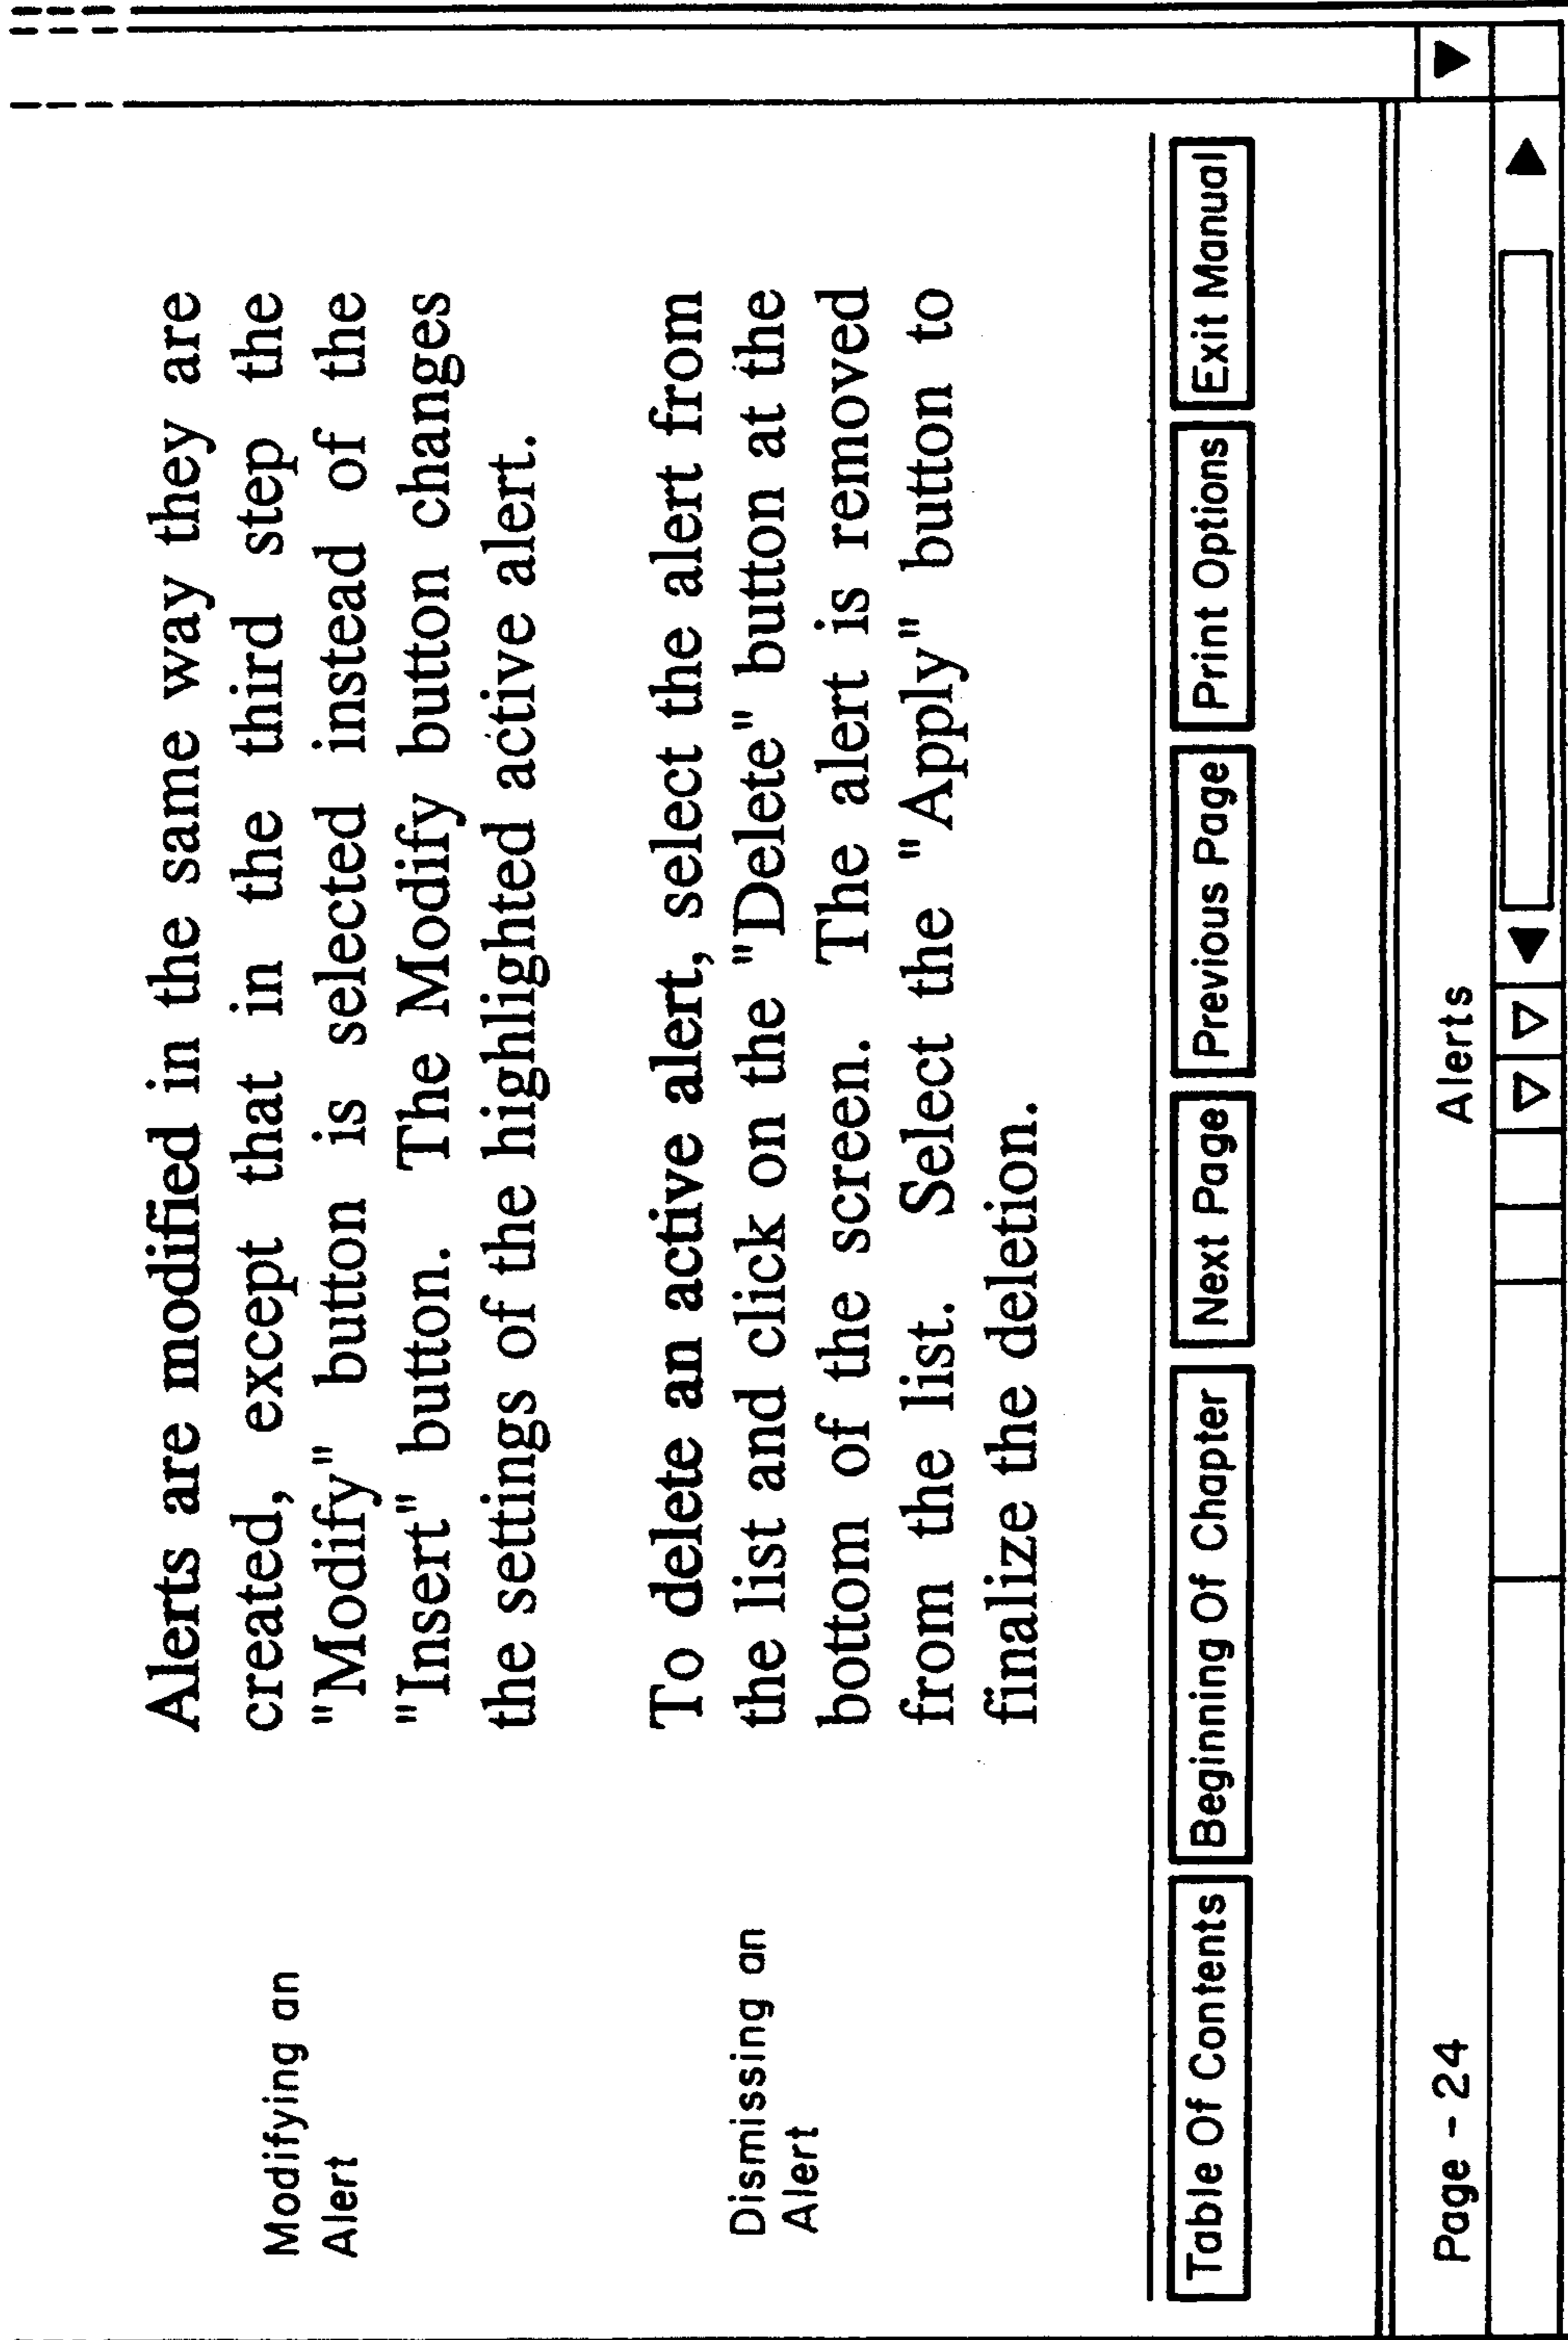 Modifying an
Alert
Alerts are modified in the same way they are
created, except that in the third step the
"Modify" button is selected instead of the
"Insert" button. The Modify button changes
the settings of the highlighted active alert.
Dismissing an
Alert
To delete an active alert, select the alert from
the list and click on the "Delete" button at the
bottom of the screen. The alert is removed
from the list. Select the "Apply" button to
finalize the deletion.
Table Of Contents Beginning Of Chapter Next Page Previous Page Print Options Exit Manual
Page - 24 Alerts